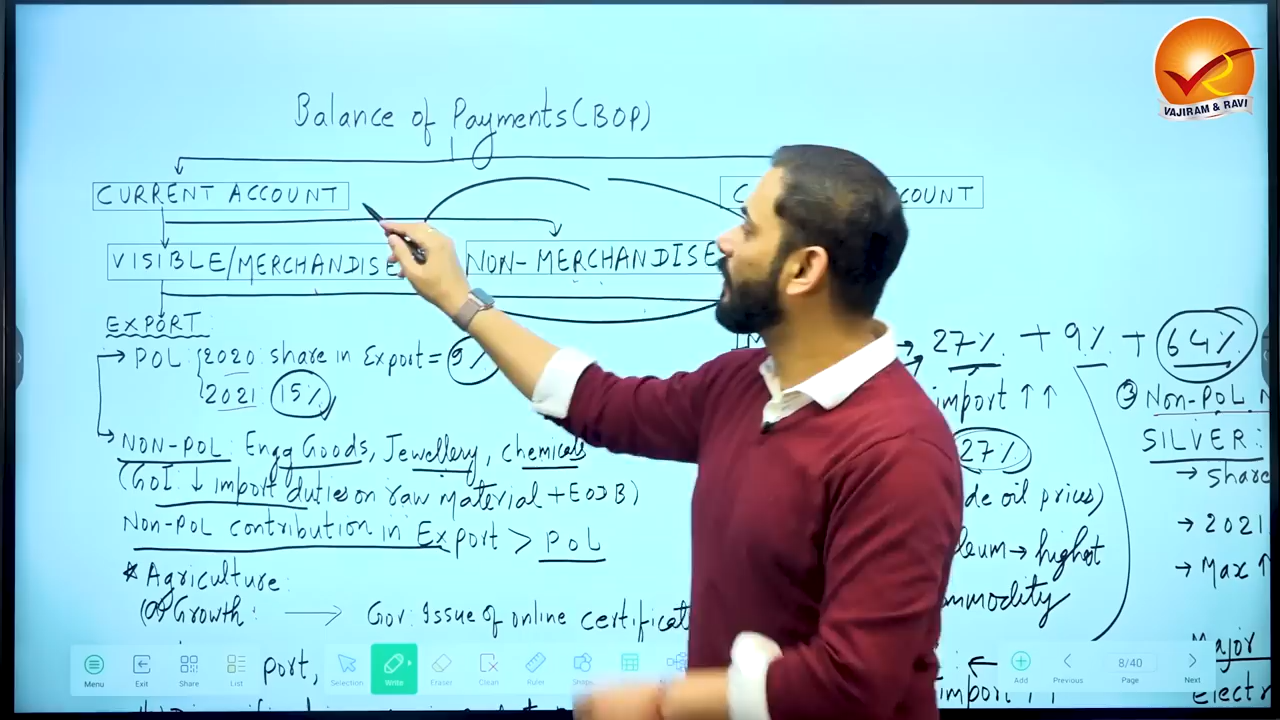 VAJIRAM & RAVI
Balance of Payments(BOP)
CURRENT ACCOUNT
ACCOUNT
VISIBLE/MERCHANDISE
NON-MERCHANDISE
EXPORT
→ POL: 2020: share in Export = 9%
2021: 15%
→ NON-POL: Engg Goods, Jewellery, Chemicals
(GOI: ↓ import duties on raw material + EODB)
Non-POL contribution in Export > POL
* Agriculture:
(a) Growth: → Gov: Issue of online certificat
port,
→ 27% + 9% + 64%
import ↑↑
27%
de oil prices)
leum → highest
ommodity
: ←
import ↑↑
③ Non-POL N
SILVER:
→ share
→ 2021
→ Max ↑
Major
Electr
Menu
Exit
Share
List
Selection
Write
Eraser
Clean
Ruler
Add
Previous
8/40
Page
Next